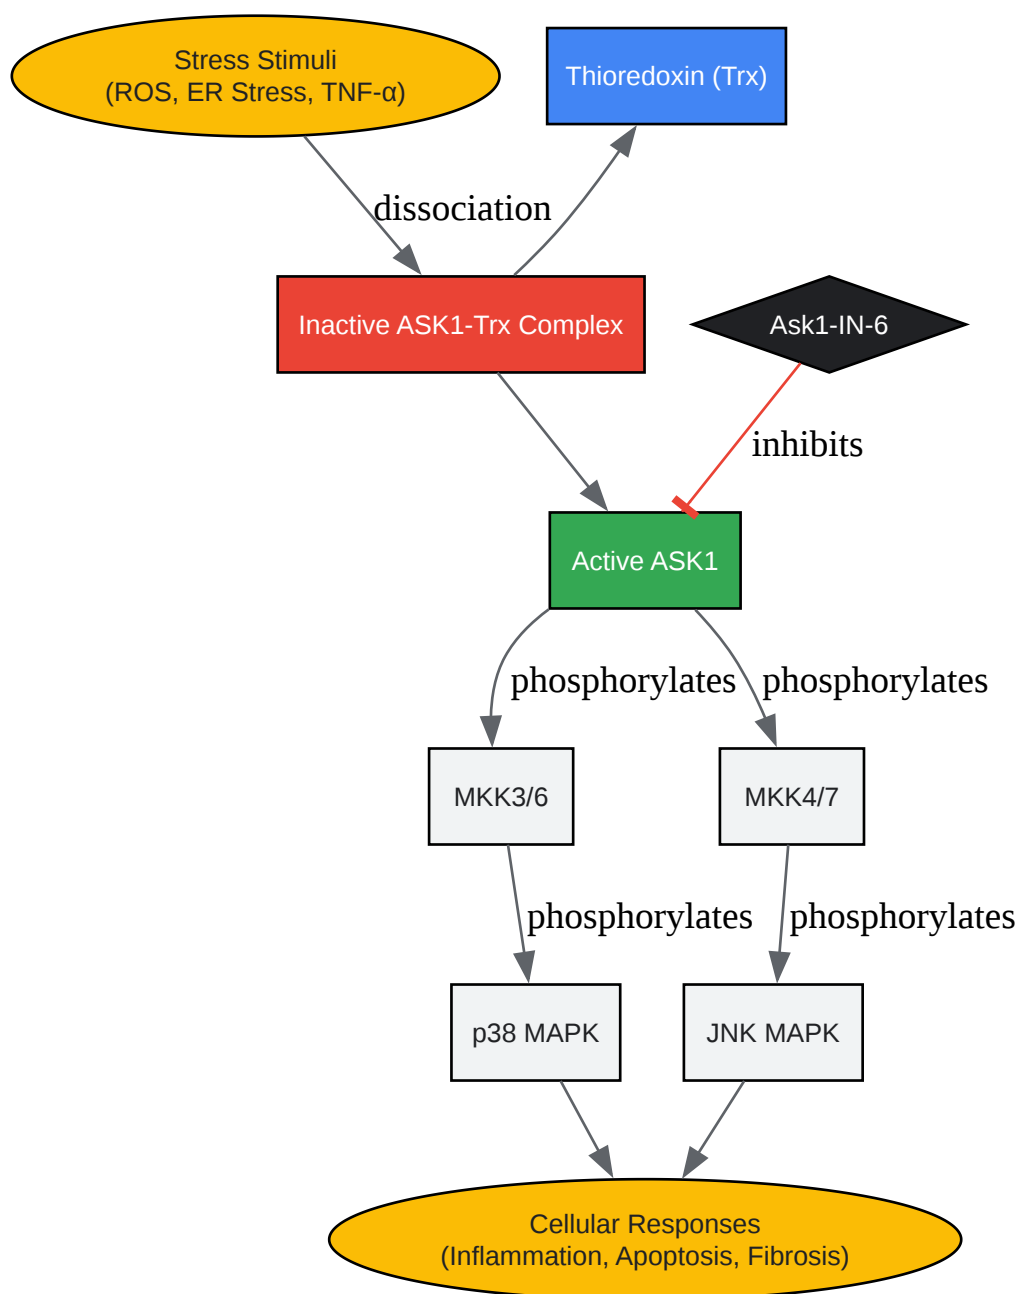 Stress Stimuli
(ROS, ER Stress, TNF-α)
Thioredoxin (Trx)
dissociation
Inactive ASK1-Trx Complex
Ask1-IN-6
inhibits
Active ASK1
phosphorylates
phosphorylates
MKK3/6
MKK4/7
phosphorylates
phosphorylates
p38 MAPK
JNK MAPK
Cellular Responses
(Inflammation, Apoptosis, Fibrosis)